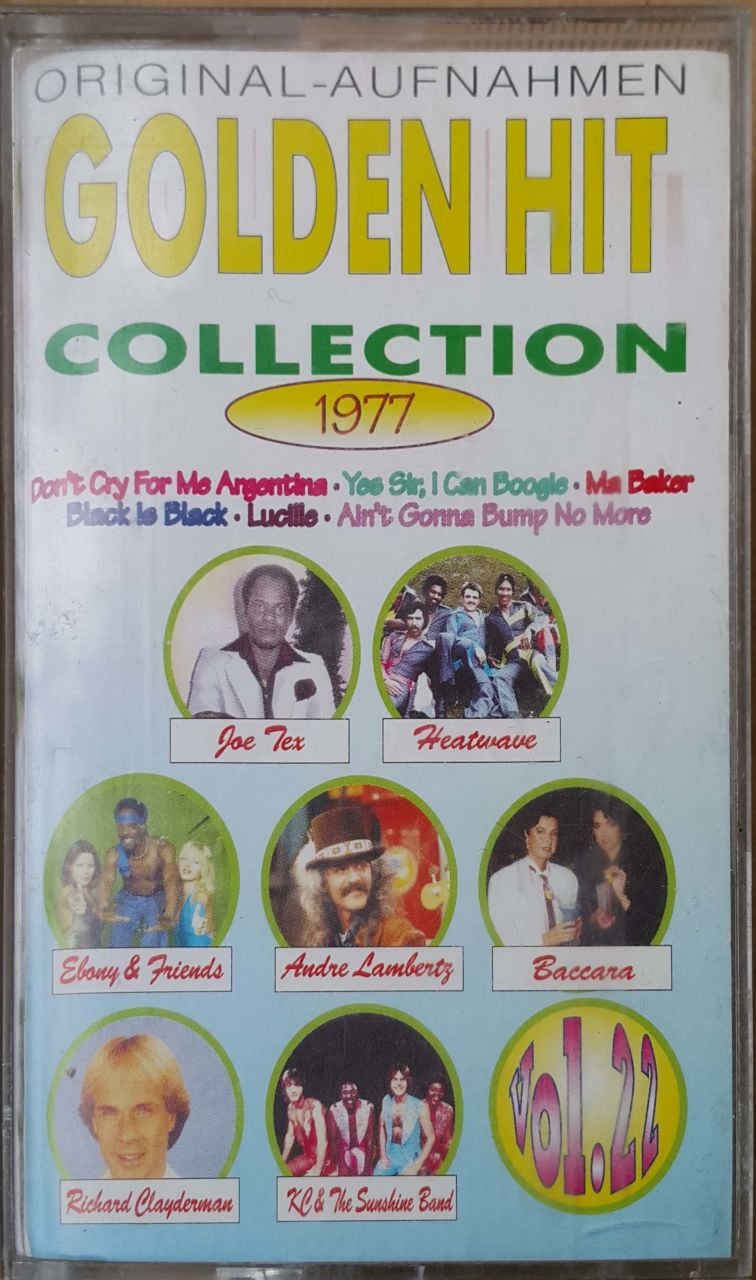 ORIGINAL-AUFNAHMEN
GOLDEN HIT
COLLECTION
1977
Don't Cry For Me Argentina · Yes Sir, I Can Boogie · Ma Baker
Black Is Black · Lucille · Ain't Gonna Bump No More
Joe Tex
Heatwave
Ebony & Friends
Andre Lambertz
Baccara
Richard Clayderman
KC & The Sunshine Band
Vol.22